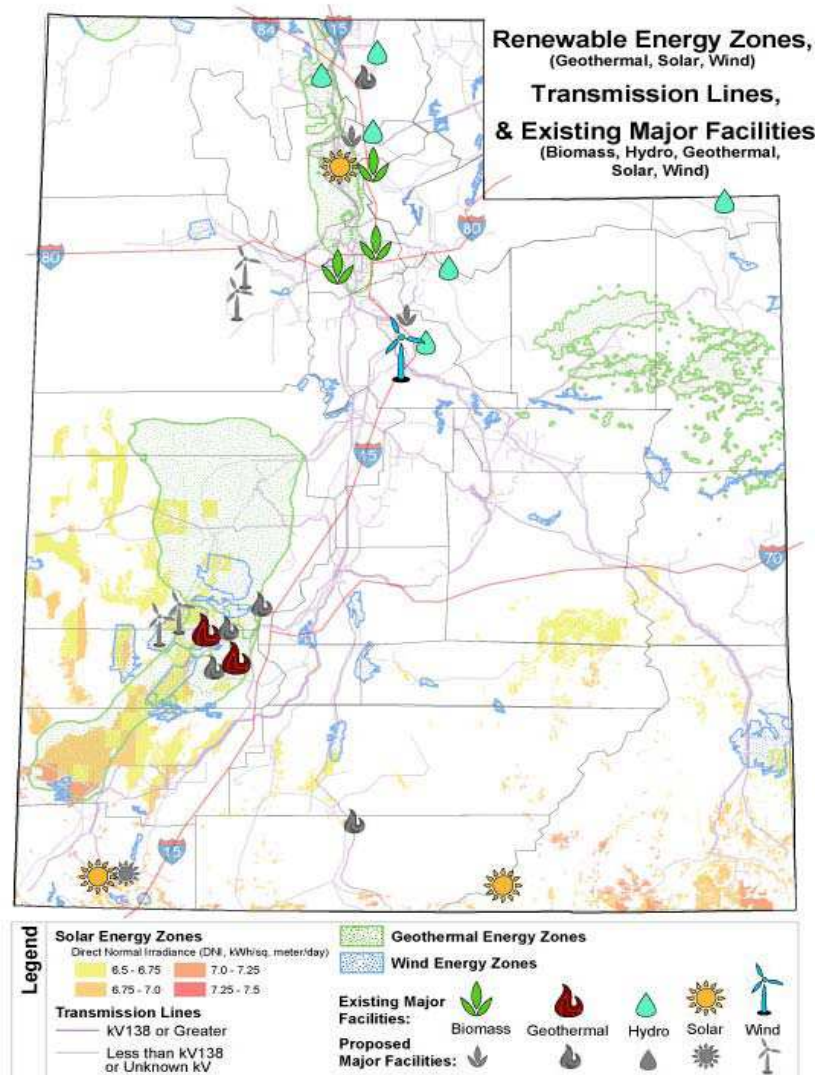 Renewable Energy Zones,
(Geothermal, Solar, Wind)
Transmission Lines,
& Existing Major Facilities
(Biomass, Hydro, Geothermal,
Solar, Wind)
84
15
80
80
15
70
15
Legend
Solar Energy Zones
Direct Normal Irradiance (DNI, kWh/sq. meter/day)
6.5 - 6.75
7.0 - 7.25
6.75 - 7.0
7.25 - 7.5
Transmission Lines
kV138 or Greater
Less than kV138
or Unknown kV
Geothermal Energy Zones
Wind Energy Zones
Existing Major
Facilities:
Biomass
Geothermal
Hydro
Solar
Wind
Proposed
Major Facilities: